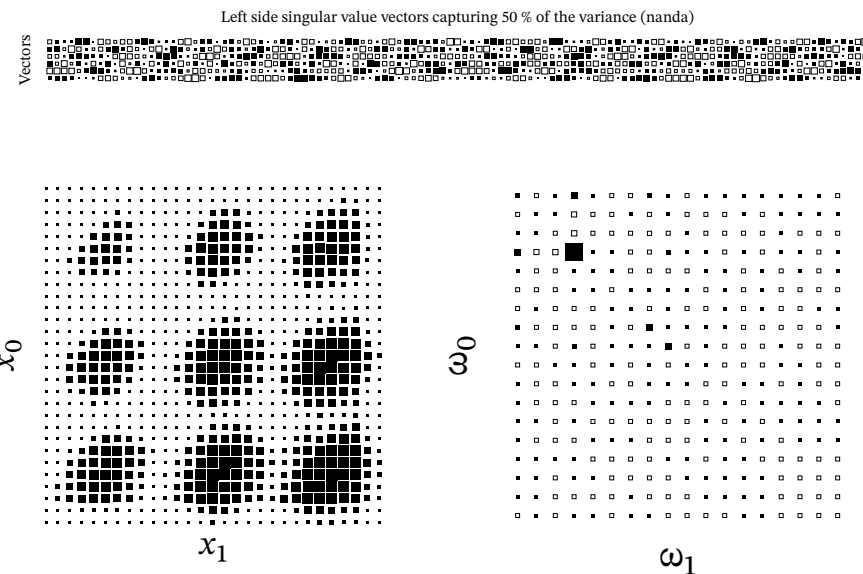 Left side singular value vectors capturing 50 % of the variance (nanda)
Vectors
x₀
ω₀
x₁
ω₁